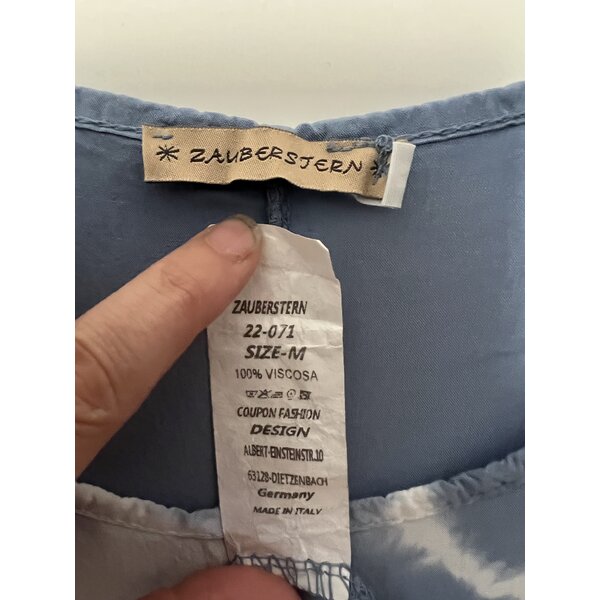 * ZAUBERSTERN *
ZAUBERSTERN
22-071
SIZE-M
100% VISCOSA
COUPON FASHION
DESIGN
ALBERT-EINSTEINSTR.10
63128-DIETZENBACH
Germany
MADE IN ITALY